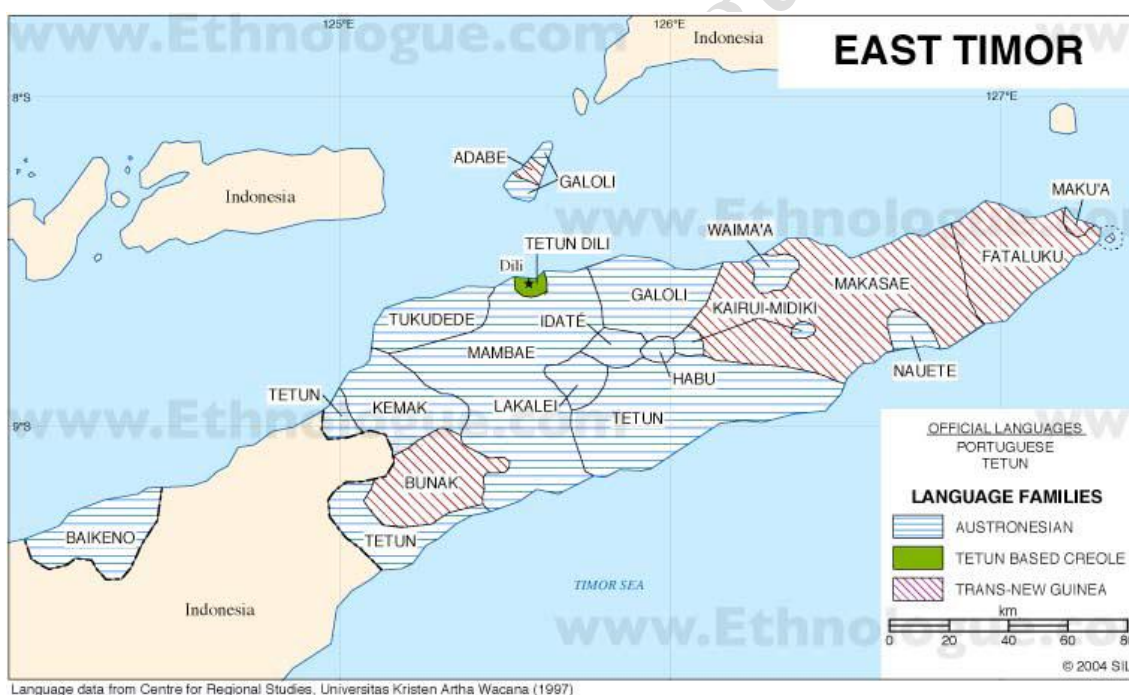 www.Ethnologue.com
EAST TIMOR
125°E
126°E
127°E
8°S
9°S
Indonesia
Indonesia
ADABE
GALOLI
MAKU'A
www.Ethnologue.com
WAIMA'A
TETUN DILI
Dili
FATALUKU
MAKASAE
GALOLI
KAIRUI-MIDIKI
TUKUDEDE
IDATÉ
MAMBAE
HABU
NAUETE
TETUN
KEMAK
LAKALEI
TETUN
www.Ethnologue.com
BUNAK
BAIKENO
TETUN
Indonesia
TIMOR SEA
www.Ethnologue.com
OFFICIAL LANGUAGES
PORTUGUESE
TETUN
LANGUAGE FAMILIES
AUSTRONESIAN
TETUN BASED CREOLE
TRANS-NEW GUINEA
km
0 20 40 60 80
© 2004 SIL
Language data from Centre for Regional Studies, Universitas Kristen Artha Wacana (1997)